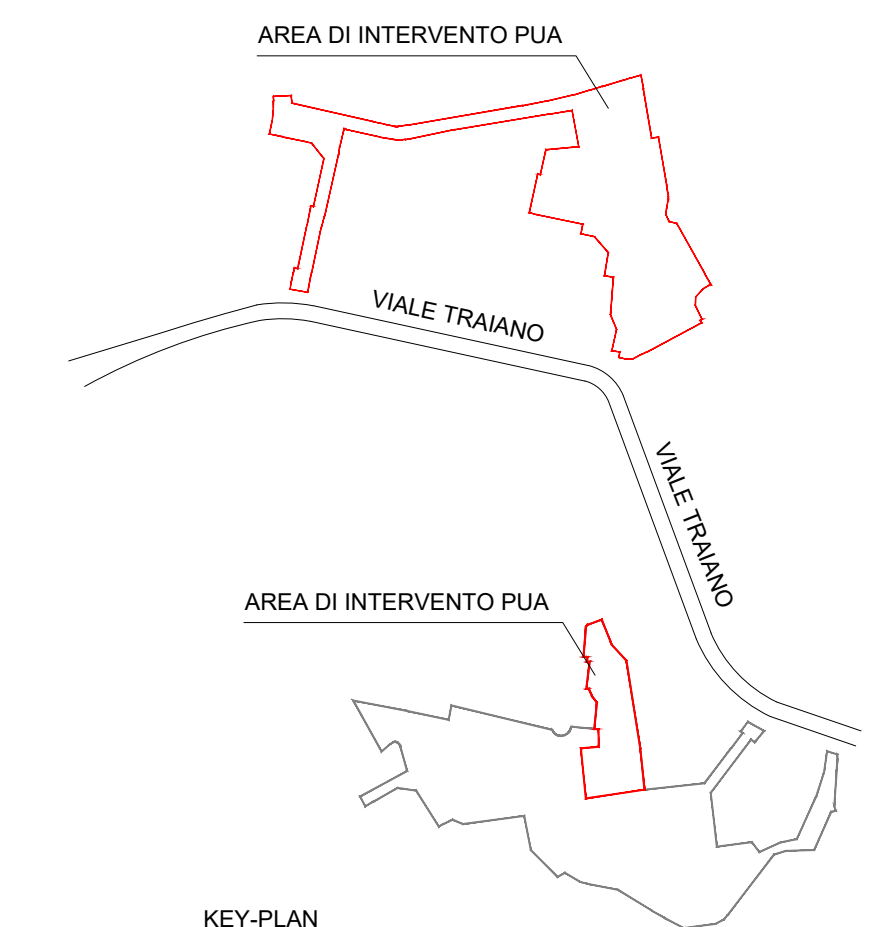 AREA DI INTERVENTO PUA
VIALE TRAIANO
VIALE TRAIANO
AREA DI INTERVENTO PUA
KEY-PLAN